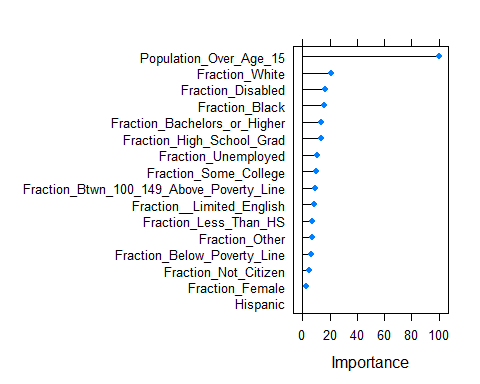 Population_Over_Age_15
Fraction_White
Fraction_Disabled
Fraction_Black
Fraction_Bachelors_or_Higher
Fraction_High_School_Grad
Fraction_Unemployed
Fraction_Some_College
Fraction_Btwn_100_149_Above_Poverty_Line
Fraction__Limited_English
Fraction_Less_Than_HS
Fraction_Other
Fraction_Below_Poverty_Line
Fraction_Not_Citizen
Fraction_Female
Hispanic
0 20 40 60 80 100
Importance